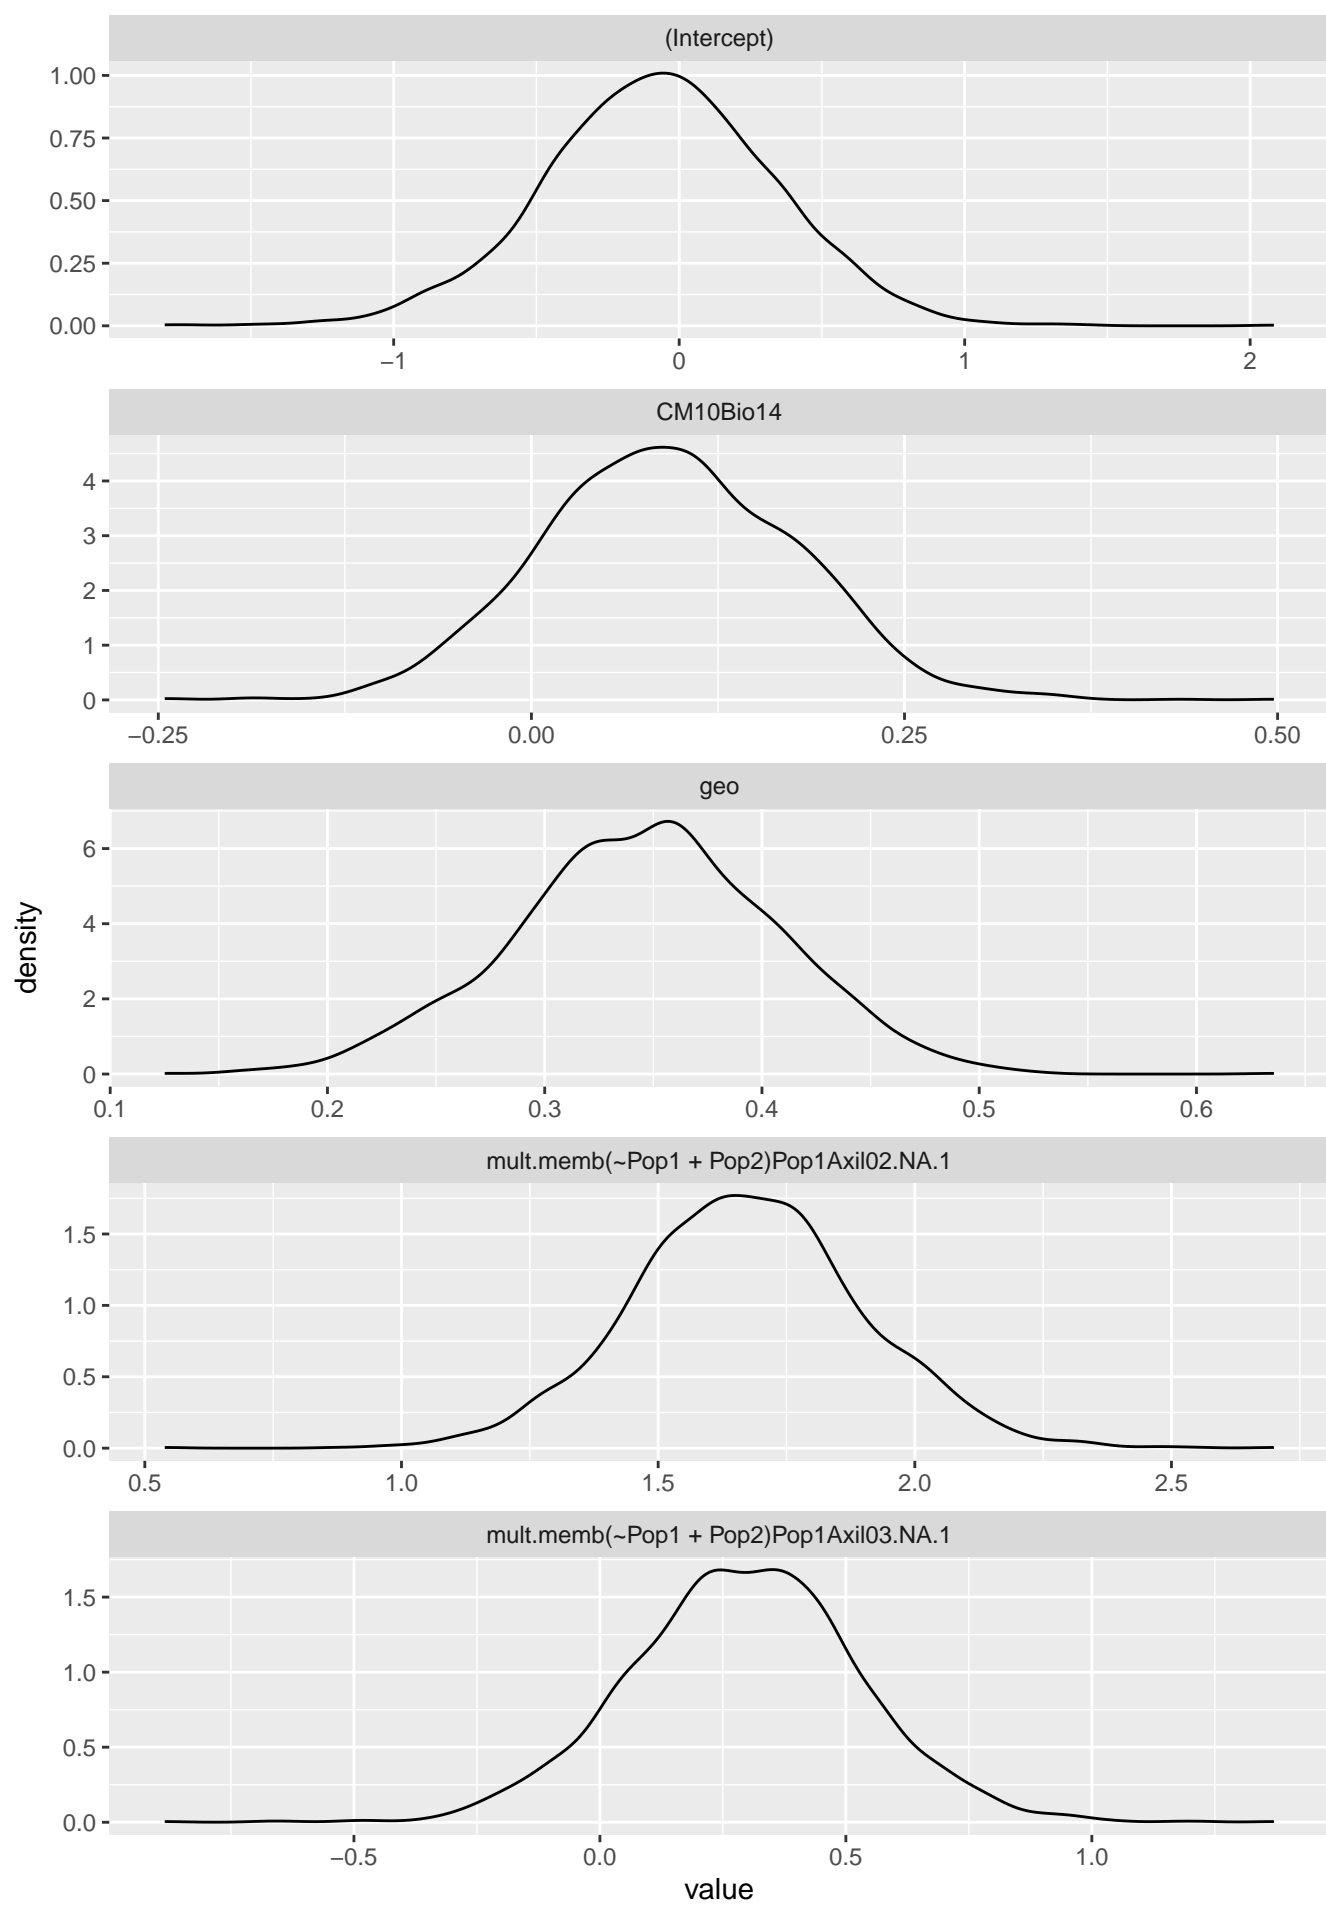 (Intercept)
1.00
0.75
0.50
0.25
0.00
−1 0 1 2
CM10Bio14
4
3
2
1
0
−0.25 0.00 0.25 0.50
geo
6
4
2
0
0.1 0.2 0.3 0.4 0.5 0.6
density
mult.memb(~Pop1 + Pop2)Pop1Axil02.NA.1
1.5
1.0
0.5
0.0
0.5 1.0 1.5 2.0 2.5
mult.memb(~Pop1 + Pop2)Pop1Axil03.NA.1
1.5
1.0
0.5
0.0
−0.5 0.0 0.5 1.0
value